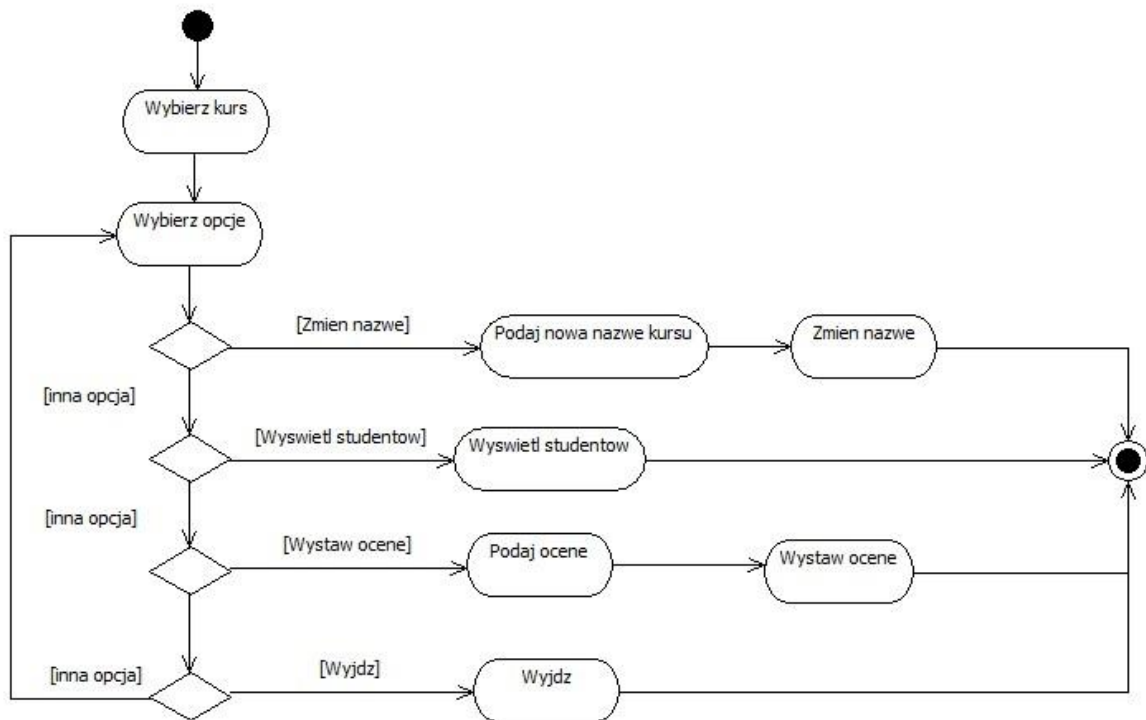 Wybierz kurs
Wybierz opcje
[Zmien nazwe]
Podaj nowa nazwe kursu
Zmien nazwe
[inna opcja]
[Wyswietl studentow]
Wyswietl studentow
[inna opcja]
[Wystaw ocene]
Podaj ocene
Wystaw ocene
[inna opcja]
[Wyjdz]
Wyjdz